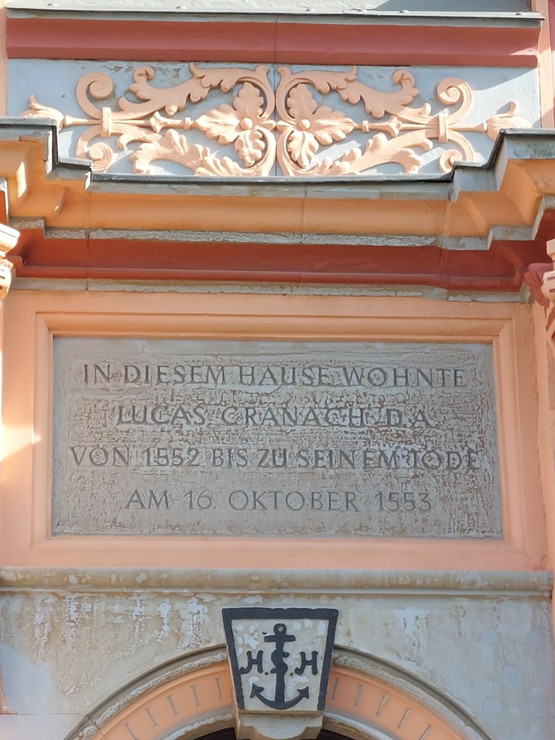 IN DIESEM HAUSE WOHNTE
LUCAS CRANACH D.A.
VON 1552 BIS ZU SEINEM TODE
AM 16. OKTOBER 1553
H S H